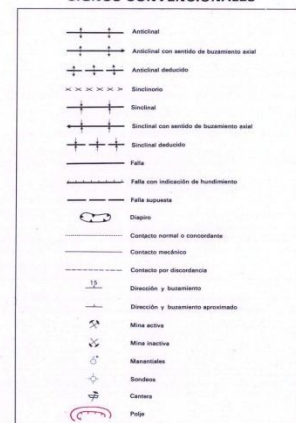 SIGNOS CONVENCIONALES
Anticlinal
Anticlinal con sentido de buzamiento axial
Anticlinal deducido
Sinclinorio
Sinclinal
Sinclinal con sentido de buzamiento axial
Sinclinal deducido
Falla
Falla con indicación de hundimiento
Falla supuesta
Diapiro
Contacto normal o concordante
Contacto mecánico
Contacto por discordancia
15 Dirección y buzamiento
Dirección y buzamiento aproximado
Mina activa
Mina inactiva
Manantiales
Sondeos
Cantera
Polje